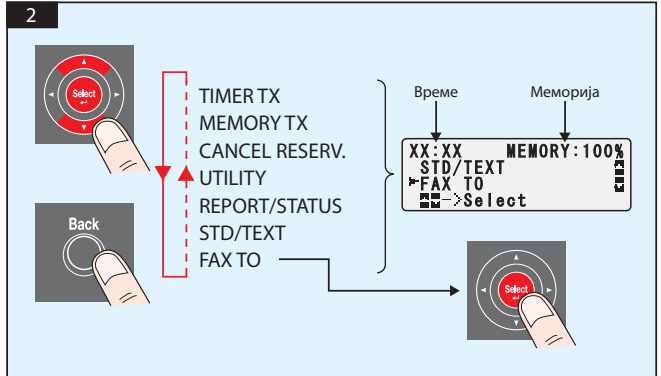 2
Select
TIMER TX
MEMORY TX
CANCEL RESERV.
UTILITY
REPORT/STATUS
STD/TEXT
FAX TO
Back
Време
Меморија
XX:XX MEMORY:100%
STD/TEXT
FAX TO
->Select
Select